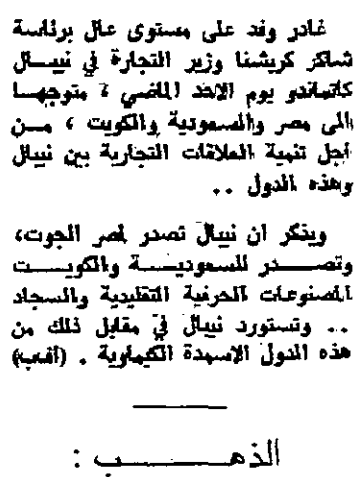 غادر وفد على مستوى عال برئاسة
شاكر كريشنا وزير التجارة في نيبال
كاتماندو يوم الاحد الماضي ، متوجها
الى مصر والسعودية والكويت ، من
أجل تنمية العلاقات التجارية بين نيبال
وهذه الدول ..
ويذكر ان نيبال تصدر لمصر الجوت،
وتصدر للسعودية والكويت
المصنوعات الحرفية التقليدية والسجاد
.. وتستورد نيبال في مقابل ذلك من
هذه الدول الاسمدة الكيماوية . (أفب)
الذهب :